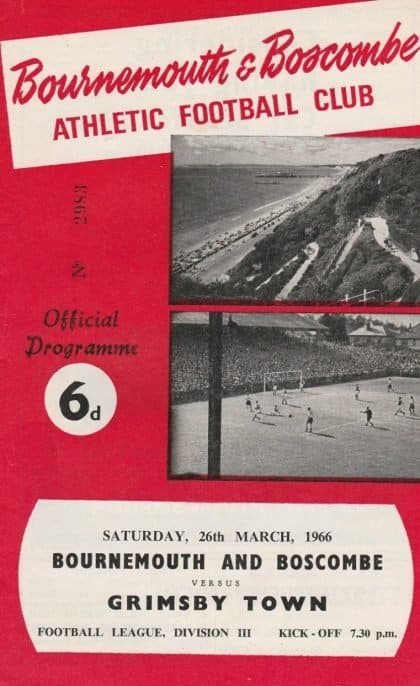 Bournemouth & Boscombe
ATHLETIC FOOTBALL CLUB
Nº 2983
Official
Programme
6d
SATURDAY, 26th MARCH, 1966
BOURNEMOUTH AND BOSCOMBE
VERSUS
GRIMSBY TOWN
FOOTBALL LEAGUE, DIVISION III KICK-OFF 7.30 p.m.